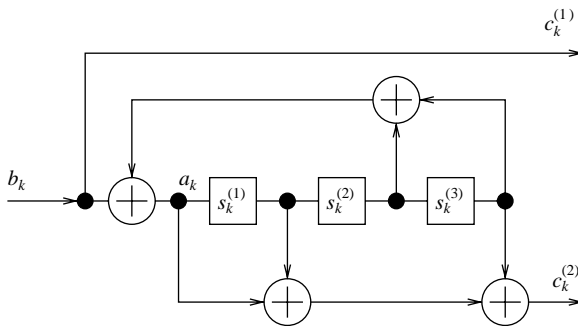 c_k^{(1)}
b_k
a_k
s_k^{(1)} s_k^{(2)} s_k^{(3)}
c_k^{(2)}